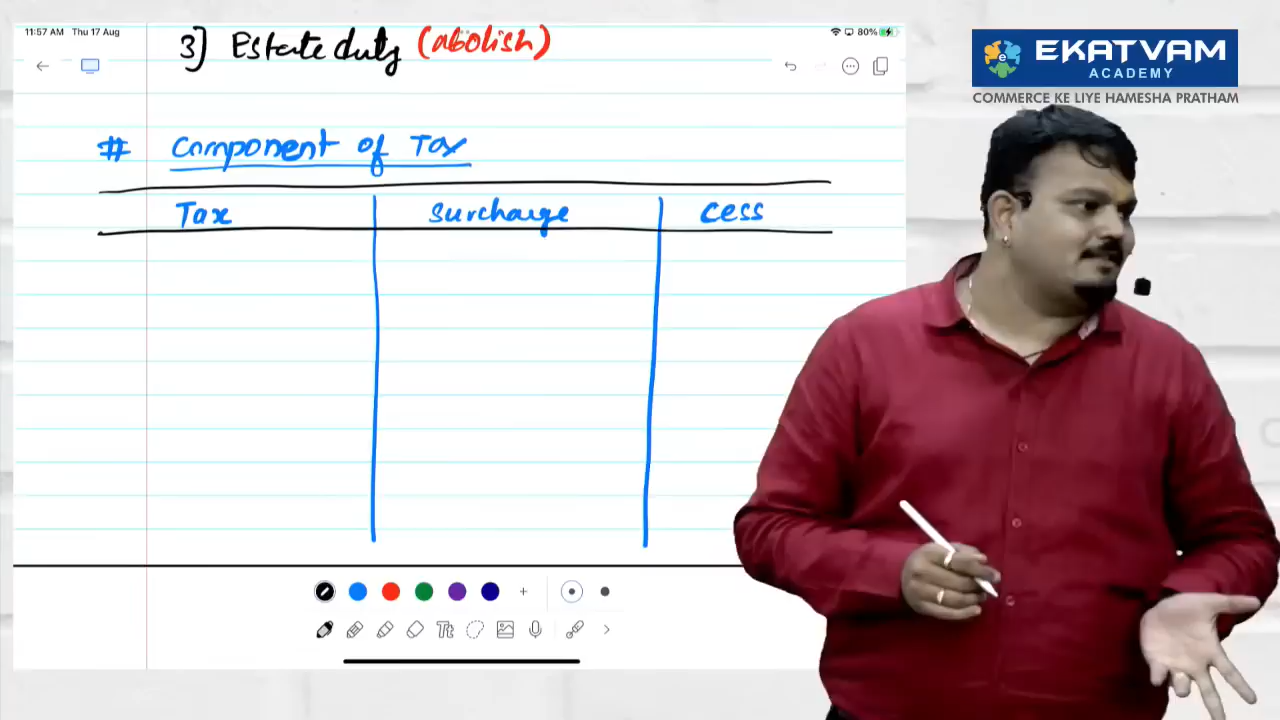 11:57 AM Thu 17 Aug
80%
3] Estate duty (abolish)
# Component of Tax
Tax Surcharge Cess
Tt
EKATVAM
ACADEMY
COMMERCE KE LIYE HAMESHA PRATHAM